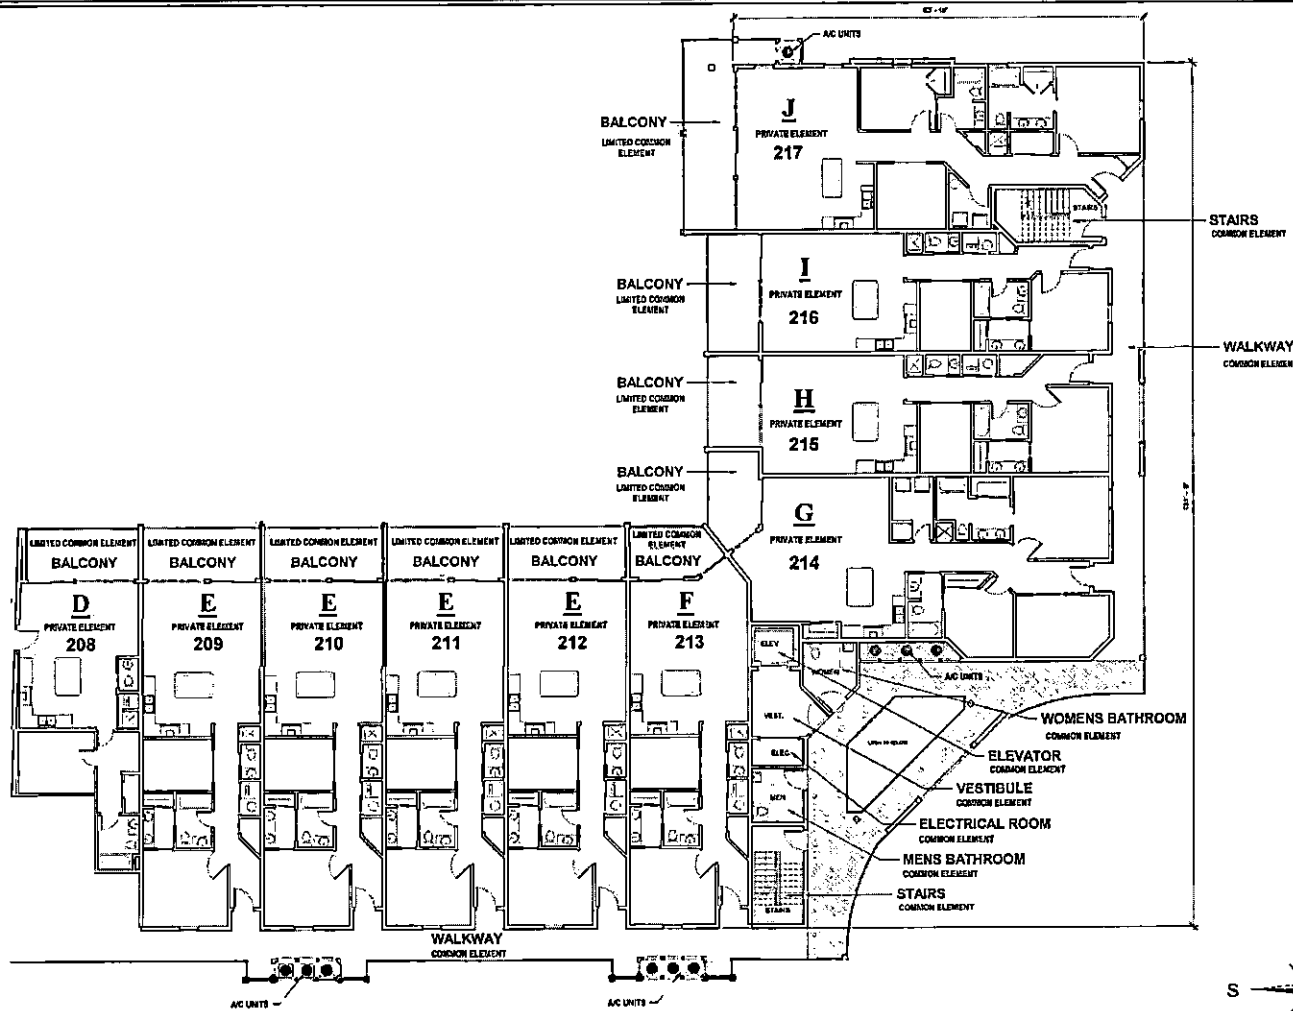 A/C UNITS
J
PRIVATE ELEMENT
217
BALCONY
LIMITED COMMON
ELEMENT
STAIRS
STAIRS
COMMON ELEMENT
BALCONY
LIMITED COMMON
ELEMENT
I
PRIVATE ELEMENT
216
WALKWAY
COMMON ELEMENT
BALCONY
LIMITED COMMON
ELEMENT
H
PRIVATE ELEMENT
215
BALCONY
LIMITED COMMON
ELEMENT
G
PRIVATE ELEMENT
214
LIMITED COMMON ELEMENT
BALCONY
LIMITED COMMON ELEMENT
BALCONY
LIMITED COMMON ELEMENT
BALCONY
LIMITED COMMON ELEMENT
BALCONY
LIMITED COMMON ELEMENT
BALCONY
LIMITED COMMON
ELEMENT
BALCONY
D
PRIVATE ELEMENT
208
E
PRIVATE ELEMENT
209
E
PRIVATE ELEMENT
210
E
PRIVATE ELEMENT
211
E
PRIVATE ELEMENT
212
F
PRIVATE ELEMENT
213
ELEV
WOMEN
A/C UNITS
VEST.
ELEC
MEN
STAIRS
WOMENS BATHROOM
COMMON ELEMENT
ELEVATOR
COMMON ELEMENT
VESTIBULE
COMMON ELEMENT
ELECTRICAL ROOM
COMMON ELEMENT
MENS BATHROOM
COMMON ELEMENT
STAIRS
COMMON ELEMENT
WALKWAY
COMMON ELEMENT
A/C UNITS
A/C UNITS
S